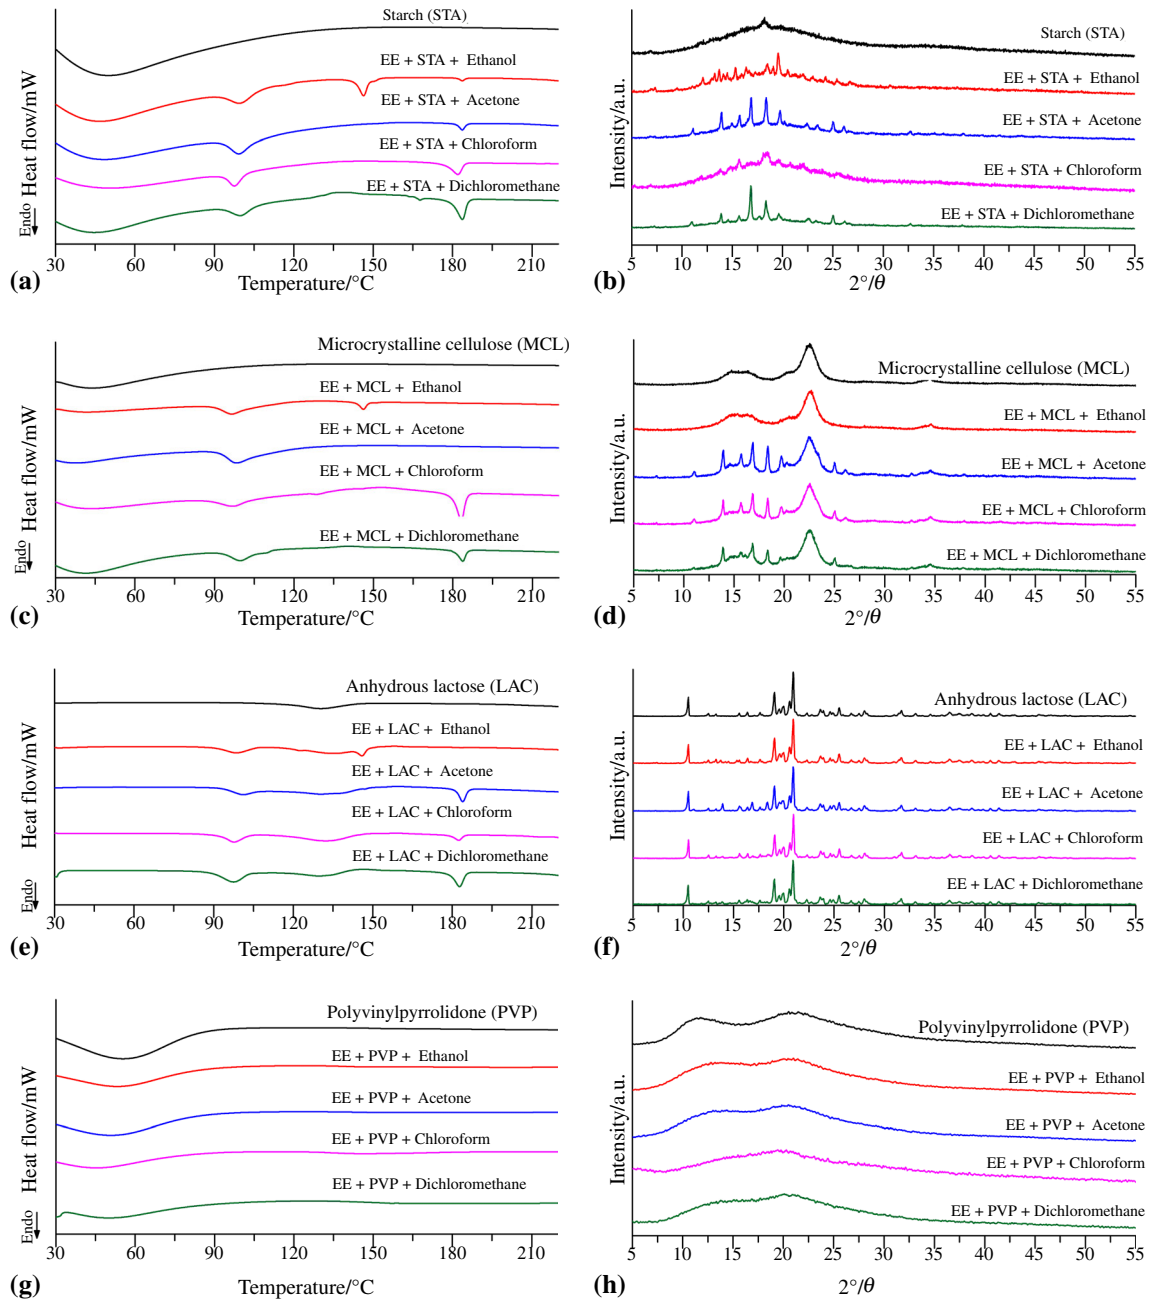 Starch (STA)
EE + STA + Ethanol
EE + STA + Acetone
EE + STA + Chloroform
EE + STA + Dichloromethane
Endo Heat flow/mW
30 60 90 120 150 180 210
(a) Temperature/°C
Starch (STA)
EE + STA + Ethanol
EE + STA + Acetone
EE + STA + Chloroform
EE + STA + Dichloromethane
Intensity/a.u.
5 10 15 20 25 30 35 40 45 50 55
(b) 2°/θ
Microcrystalline cellulose (MCL)
EE + MCL + Ethanol
EE + MCL + Acetone
EE + MCL + Chloroform
EE + MCL + Dichloromethane
Endo Heat flow/mW
30 60 90 120 150 180 210
(c) Temperature/°C
Microcrystalline cellulose (MCL)
EE + MCL + Ethanol
EE + MCL + Acetone
EE + MCL + Chloroform
EE + MCL + Dichloromethane
Intensity/a.u.
5 10 15 20 25 30 35 40 45 50 55
(d) 2°/θ
Anhydrous lactose (LAC)
EE + LAC + Ethanol
EE + LAC + Acetone
EE + LAC + Chloroform
EE + LAC + Dichloromethane
Endo Heat flow/mW
30 60 90 120 150 180 210
(e) Temperature/°C
Anhydrous lactose (LAC)
EE + LAC + Ethanol
EE + LAC + Acetone
EE + LAC + Chloroform
EE + LAC + Dichloromethane
Intensity/a.u.
5 10 15 20 25 30 35 40 45 50 55
(f) 2°/θ
Polyvinylpyrrolidone (PVP)
EE + PVP + Ethanol
EE + PVP + Acetone
EE + PVP + Chloroform
EE + PVP + Dichloromethane
Endo Heat flow/mW
30 60 90 120 150 180 210
(g) Temperature/°C
Polyvinylpyrrolidone (PVP)
EE + PVP + Ethanol
EE + PVP + Acetone
EE + PVP + Chloroform
EE + PVP + Dichloromethane
Intensity/a.u.
5 10 15 20 25 30 35 40 45 50 55
(h) 2°/θ